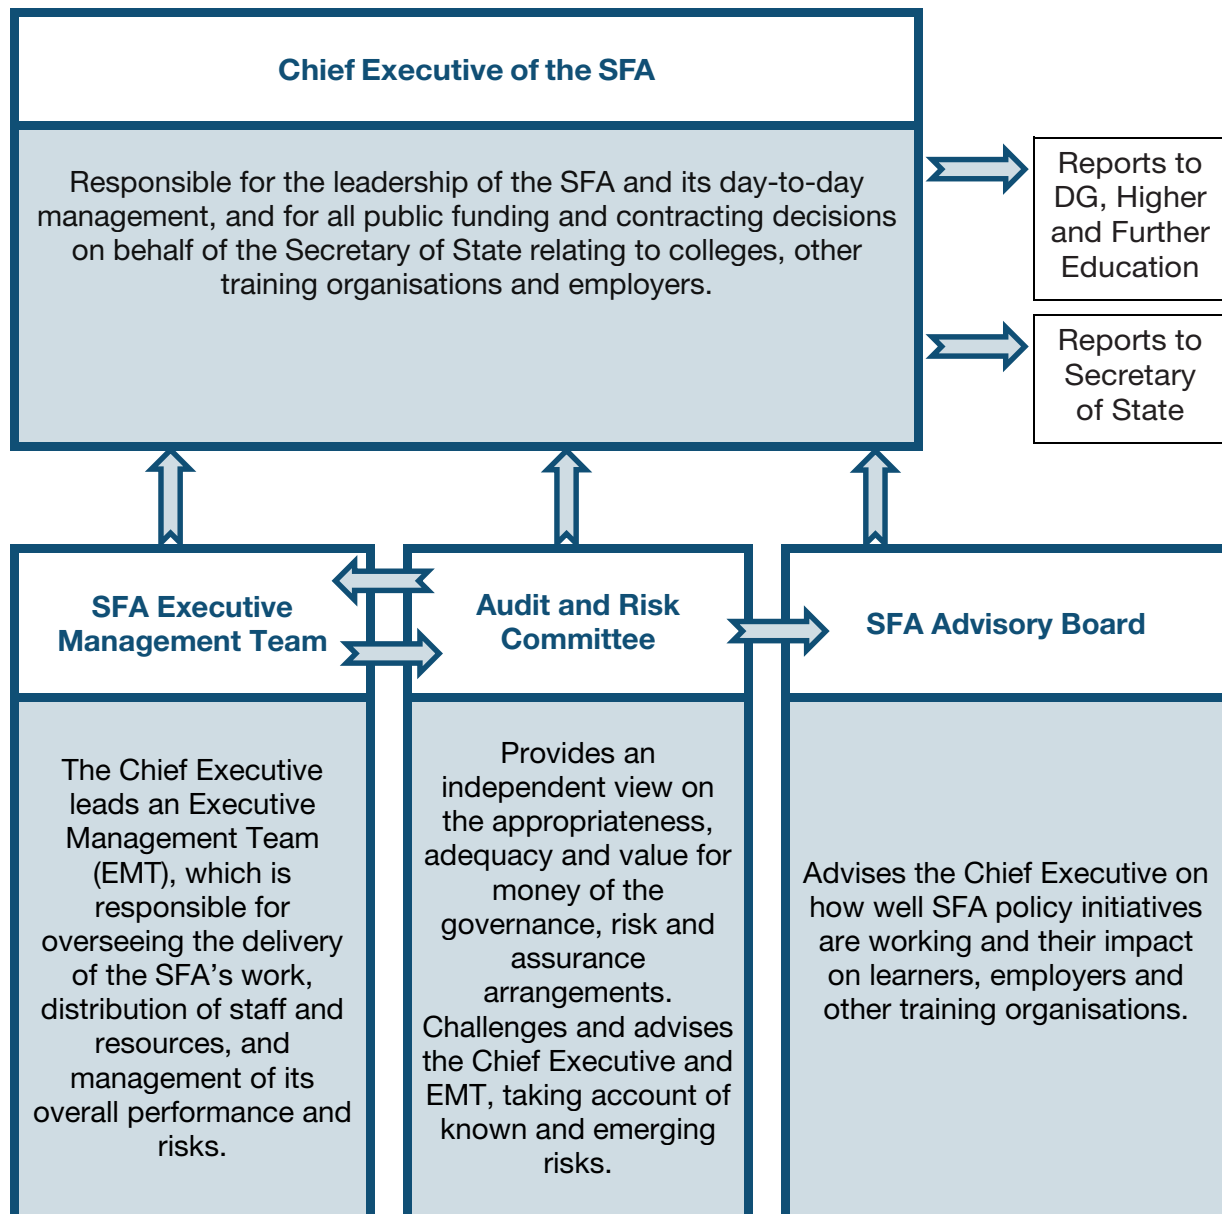 Chief Executive of the SFA
Responsible for the leadership of the SFA and its day-to-day
management, and for all public funding and contracting decisions
on behalf of the Secretary of State relating to colleges, other
training organisations and employers.
Reports to
DG, Higher
and Further
Education
Reports to
Secretary
of State
SFA Executive
Management Team
The Chief Executive
leads an Executive
Management Team
(EMT), which is
responsible for
overseeing the delivery
of the SFA’s work,
distribution of staff and
resources, and
management of its
overall performance and
risks.
Audit and Risk
Committee
Provides an
independent view on
the appropriateness,
adequacy and value for
money of the
governance, risk and
assurance
arrangements.
Challenges and advises
the Chief Executive and
EMT, taking account of
known and emerging
risks.
SFA Advisory Board
Advises the Chief Executive on
how well SFA policy initiatives
are working and their impact
on learners, employers and
other training organisations.